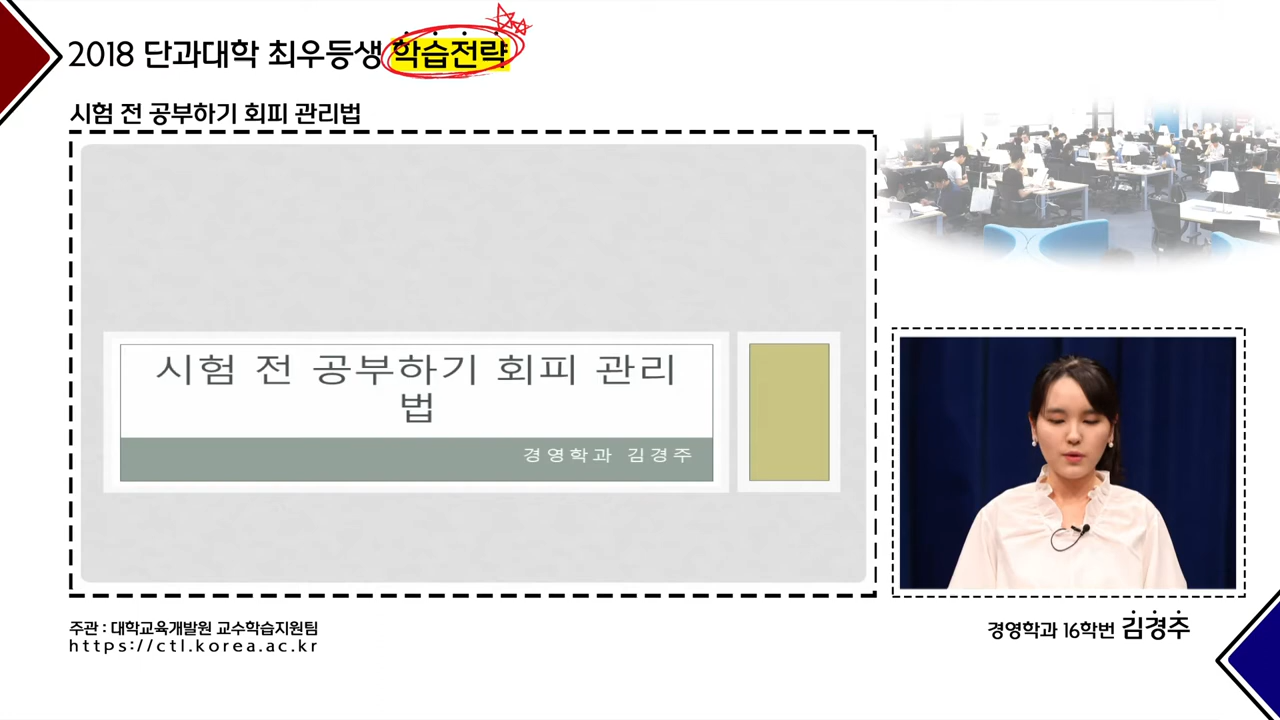 2018 단과대학 최우등생 학습전략
시험 전 공부하기 회피 관리법
시험 전 공부하기 회피 관리
법
경영학과 김경주
주관 : 대학교육개발원 교수학습지원팀
https://ctl.korea.ac.kr
경영학과 16학번 김경주